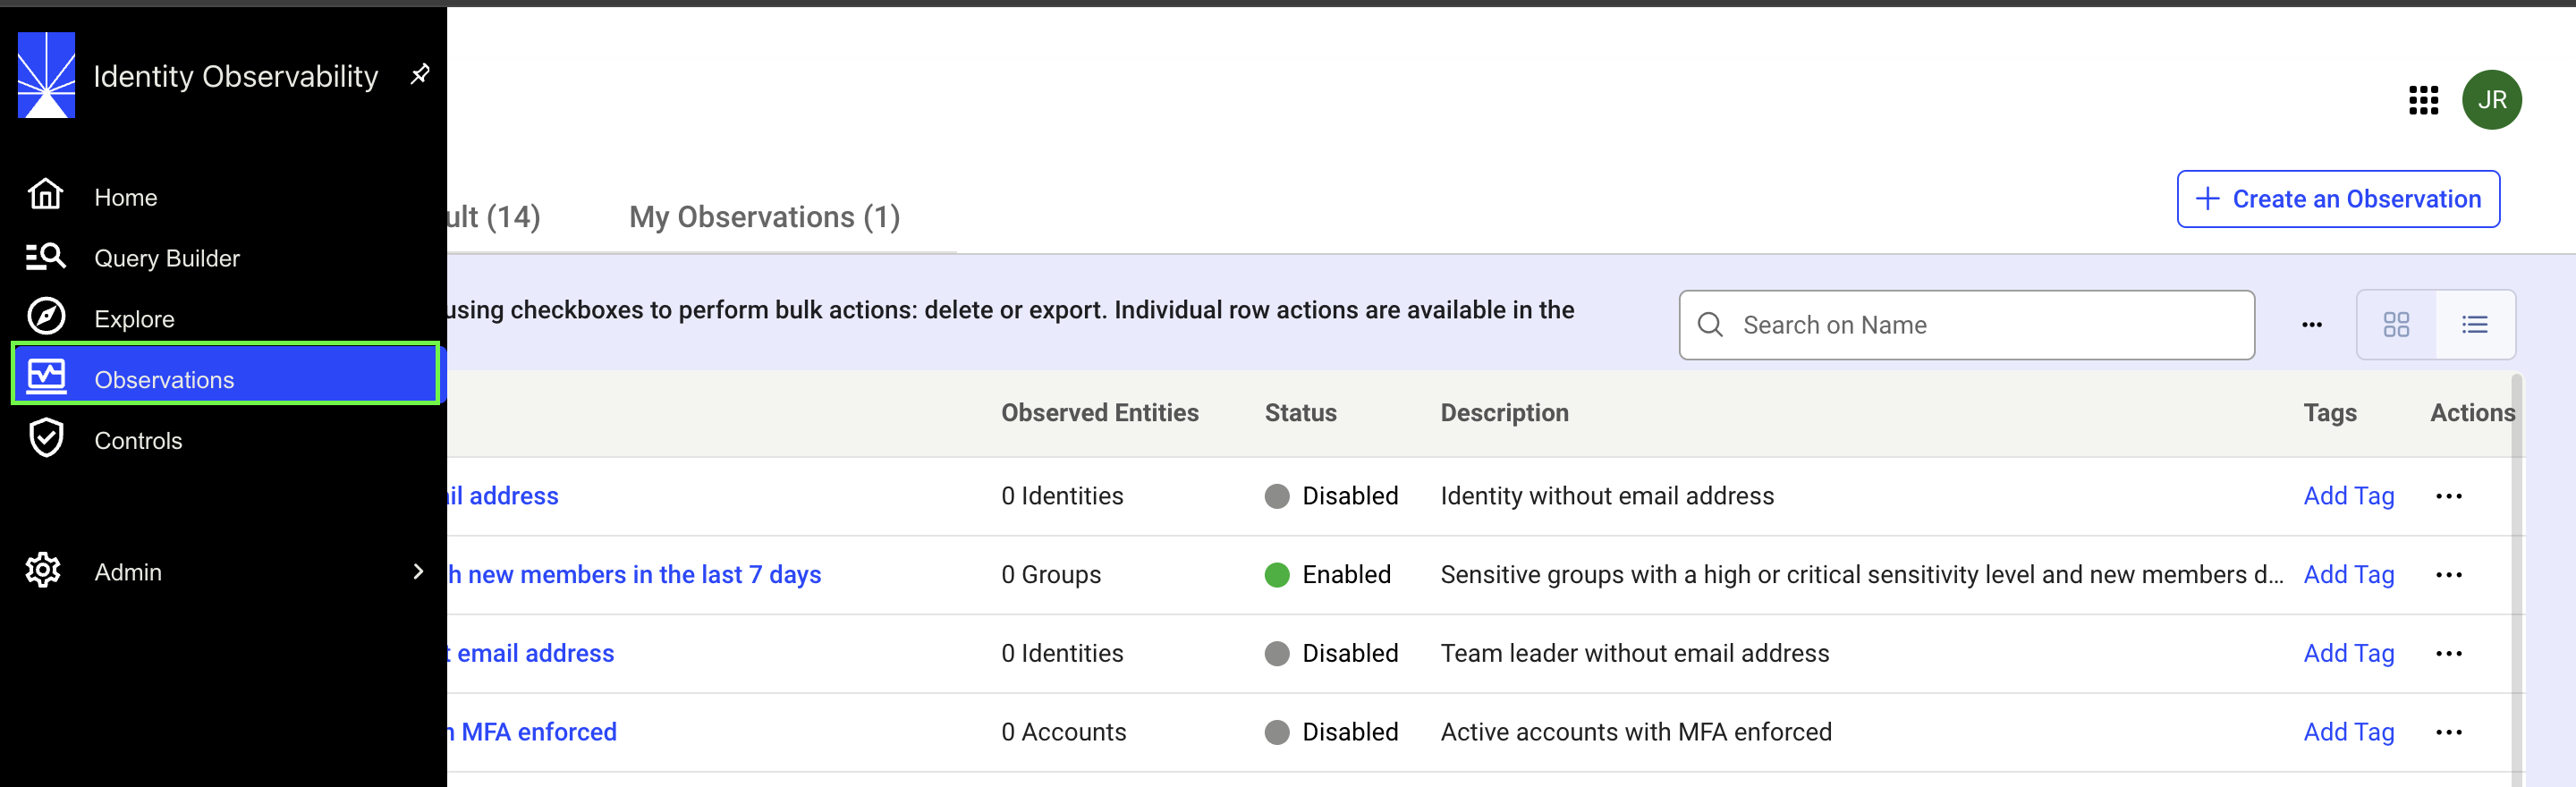 Identity Observability
JR
Home
Query Builder
Explore
Observations
Controls
Admin
(14)
My Observations (1)
+ Create an Observation
using checkboxes to perform bulk actions: delete or export. Individual row actions are available in the
Search on Name
Observed Entities Status Description Tags Actions
address 0 Identities Disabled Identity without email address Add Tag
new members in the last 7 days 0 Groups Enabled Sensitive groups with a high or critical sensitivity level and new members d... Add Tag
email address 0 Identities Disabled Team leader without email address Add Tag
MFA enforced 0 Accounts Disabled Active accounts with MFA enforced Add Tag